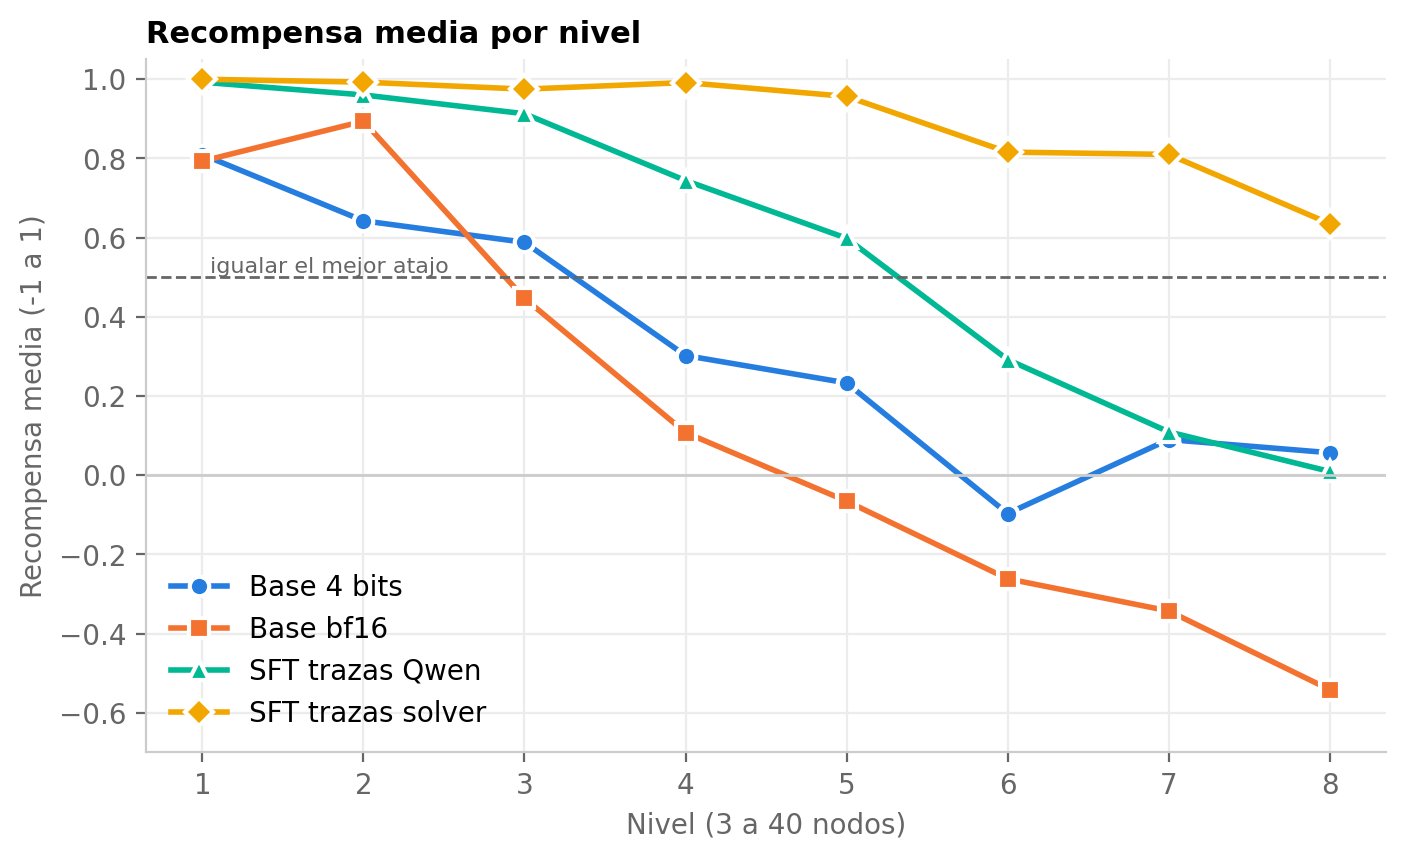 Recompensa media por nivel
Recompensa media (-1 a 1)
1.0
0.8
0.6
0.4
0.2
0.0
−0.2
−0.4
−0.6
igualar el mejor atajo
Base 4 bits
Base bf16
SFT trazas Qwen
SFT trazas solver
1 2 3 4 5 6 7 8
Nivel (3 a 40 nodos)